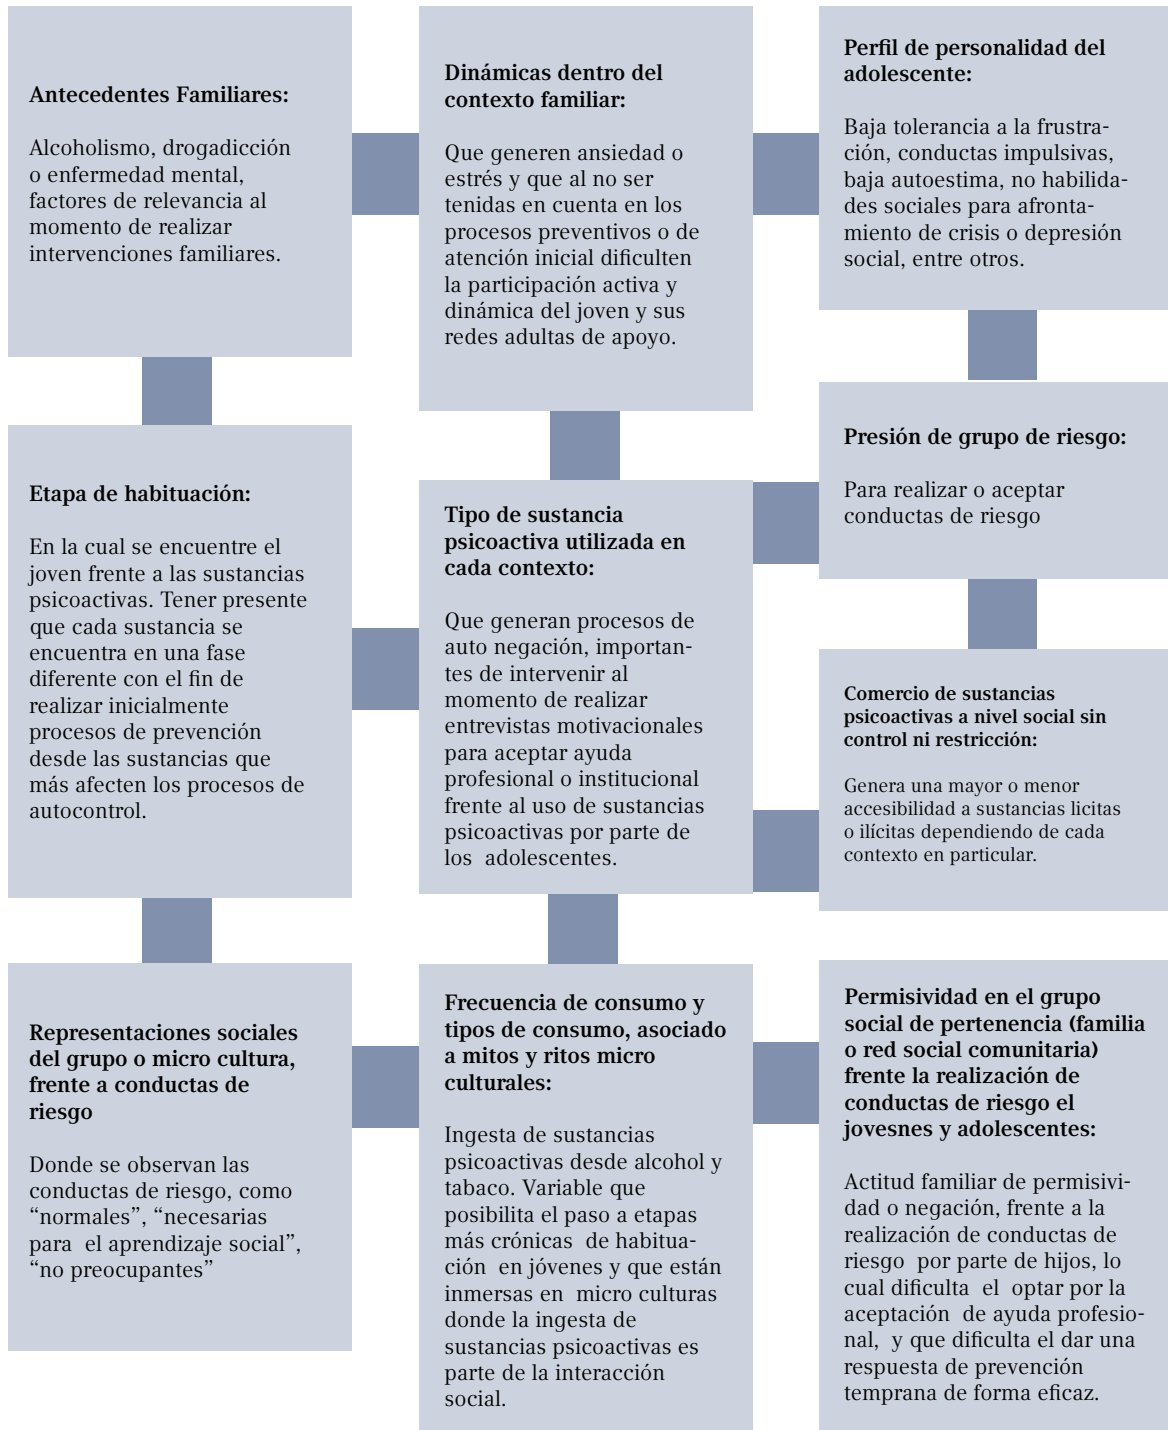 Antecedentes Familiares:
Alcoholismo, drogadicción
o enfermedad mental,
factores de relevancia al
momento de realizar
intervenciones familiares.
Dinámicas dentro del
contexto familiar:
Que generen ansiedad o
estrés y que al no ser
tenidas en cuenta en los
procesos preventivos o de
atención inicial dificulten
la participación activa y
dinámica del joven y sus
redes adultas de apoyo.
Perfil de personalidad del
adolescente:
Baja tolerancia a la frustra-
ción, conductas impulsivas,
baja autoestima, no habilida-
des sociales para afronta-
miento de crisis o depresión
social, entre otros.
Presión de grupo de riesgo:
Para realizar o aceptar
conductas de riesgo
Etapa de habituación:
En la cual se encuentre el
joven frente a las sustancias
psicoactivas. Tener presente
que cada sustancia se
encuentra en una fase
diferente con el fin de
realizar inicialmente
procesos de prevención
desde las sustancias que
más afecten los procesos de
autocontrol.
Tipo de sustancia
psicoactiva utilizada en
cada contexto:
Que generan procesos de
auto negación, importan-
tes de intervenir al
momento de realizar
entrevistas motivacionales
para aceptar ayuda
profesional o institucional
frente al uso de sustancias
psicoactivas por parte de
los  adolescentes.
Comercio de sustancias
psicoactivas a nivel social sin
control ni restricción:
Genera una mayor o menor
accesibilidad a sustancias licitas
o ilícitas dependiendo de cada
contexto en particular.
Representaciones sociales
del grupo o micro cultura,
frente a conductas de
riesgo
Donde se observan las
conductas de riesgo, como
“normales”, “necesarias
para  el aprendizaje social”,
“no preocupantes”
Frecuencia de consumo y
tipos de consumo, asociado
a mitos y ritos micro
culturales:
Ingesta de sustancias
psicoactivas desde alcohol y
tabaco. Variable que
posibilita el paso a etapas
más crónicas  de habitua-
ción  en jóvenes y que están
inmersas en  micro culturas
donde la ingesta de
sustancias psicoactivas es
parte de la interacción
social.
Permisividad en el grupo
social de pertenencia (familia
o red social comunitaria)
frente la realización de
conductas de riesgo el
jovesnes y adolescentes:
Actitud familiar de permisivi-
dad o negación, frente a la
realización de conductas de
riesgo  por parte de hijos, lo
cual dificulta  el  optar por la
aceptación  de ayuda profesio-
nal,  y que dificulta el dar una
respuesta de prevención
temprana de forma eficaz.